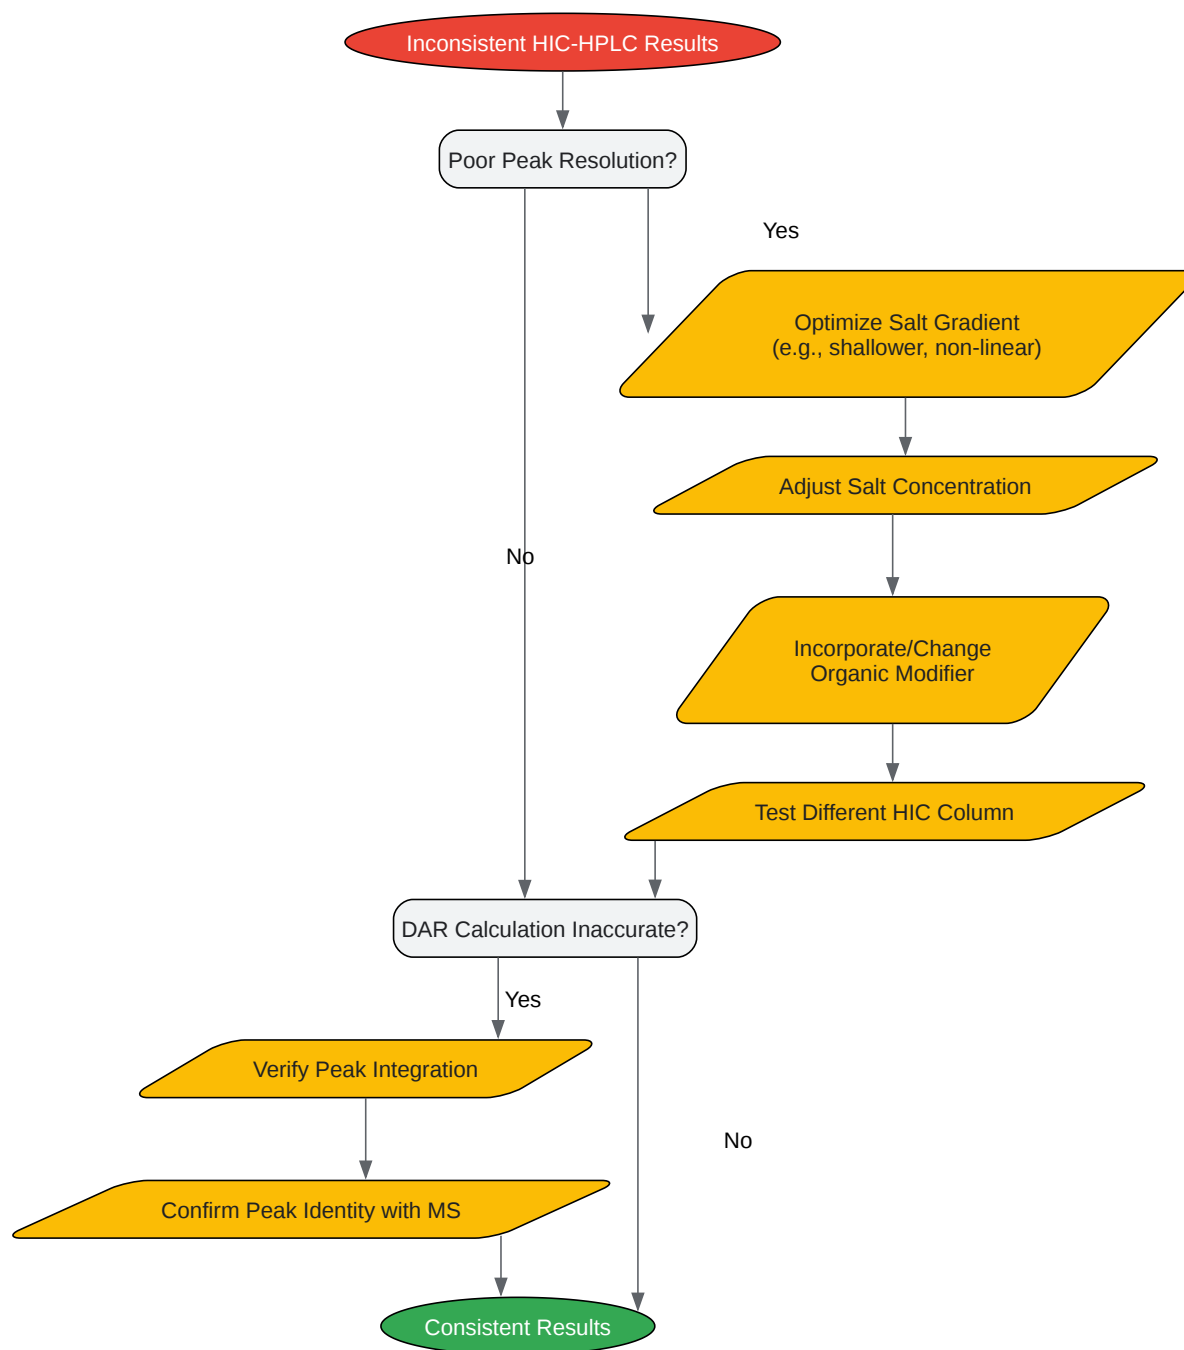 Inconsistent HIC-HPLC Results
Poor Peak Resolution?
Yes
Optimize Salt Gradient
(e.g., shallower, non-linear)
Adjust Salt Concentration
No
Incorporate/Change
Organic Modifier
Test Different HIC Column
DAR Calculation Inaccurate?
Yes
Verify Peak Integration
No
Confirm Peak Identity with MS
Consistent Results